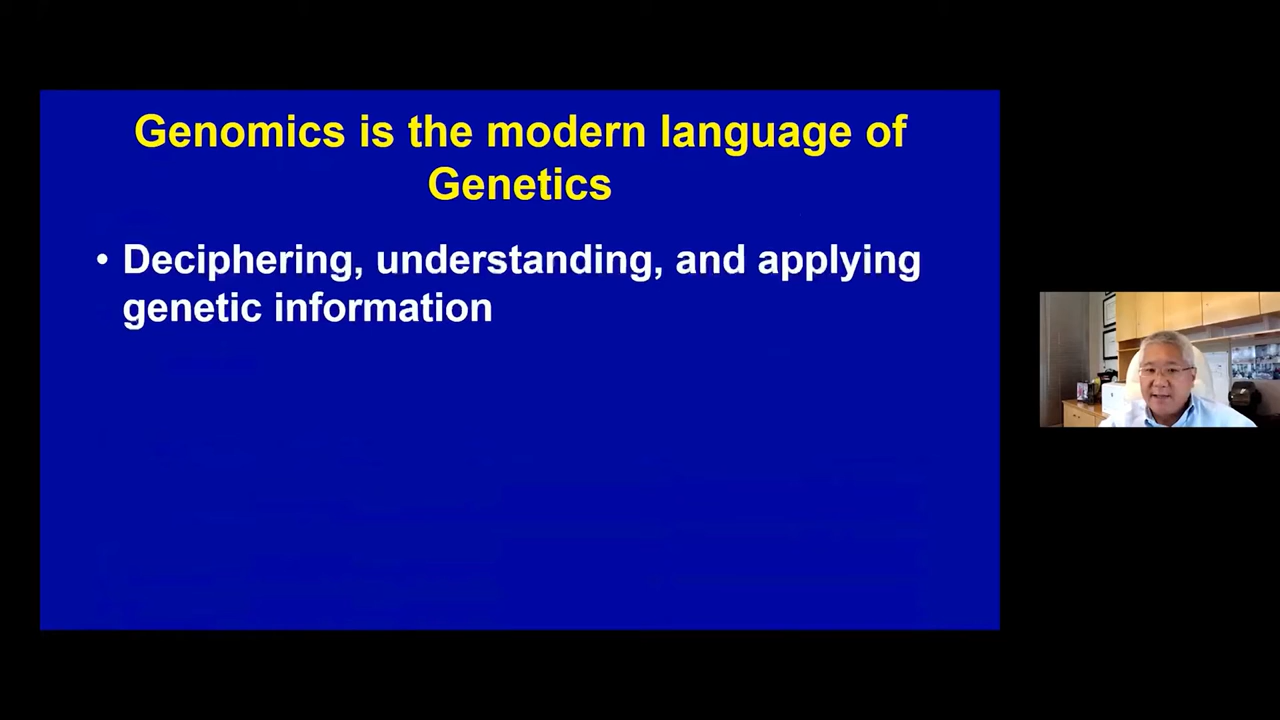 Genomics is the modern language of
Genetics
• Deciphering, understanding, and applying
genetic information